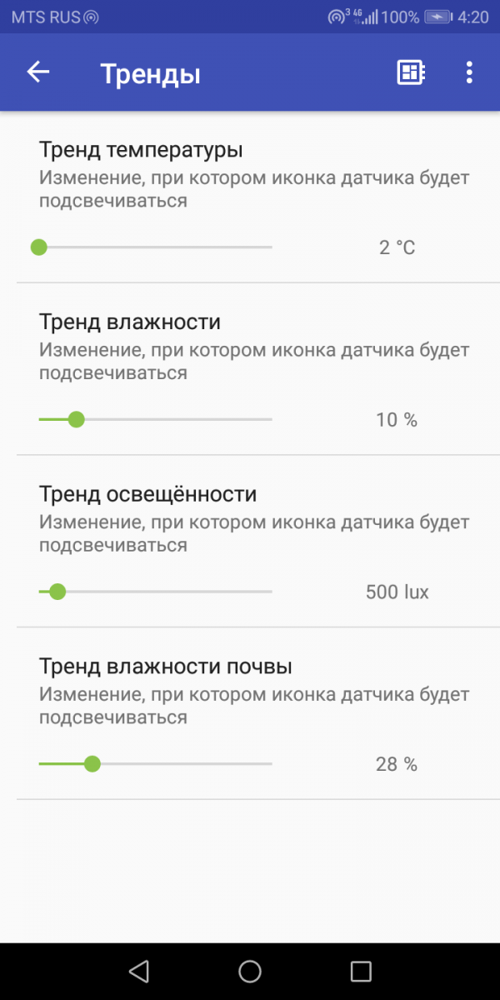 MTS RUS
3 4G 100% 4:20
Тренды
Тренд температуры
Изменение, при котором иконка датчика будет
подсвечиваться
2 °C
Тренд влажности
Изменение, при котором иконка датчика будет
подсвечиваться
10 %
Тренд освещённости
Изменение, при котором иконка датчика будет
подсвечиваться
500 lux
Тренд влажности почвы
Изменение, при котором иконка датчика будет
подсвечиваться
28 %